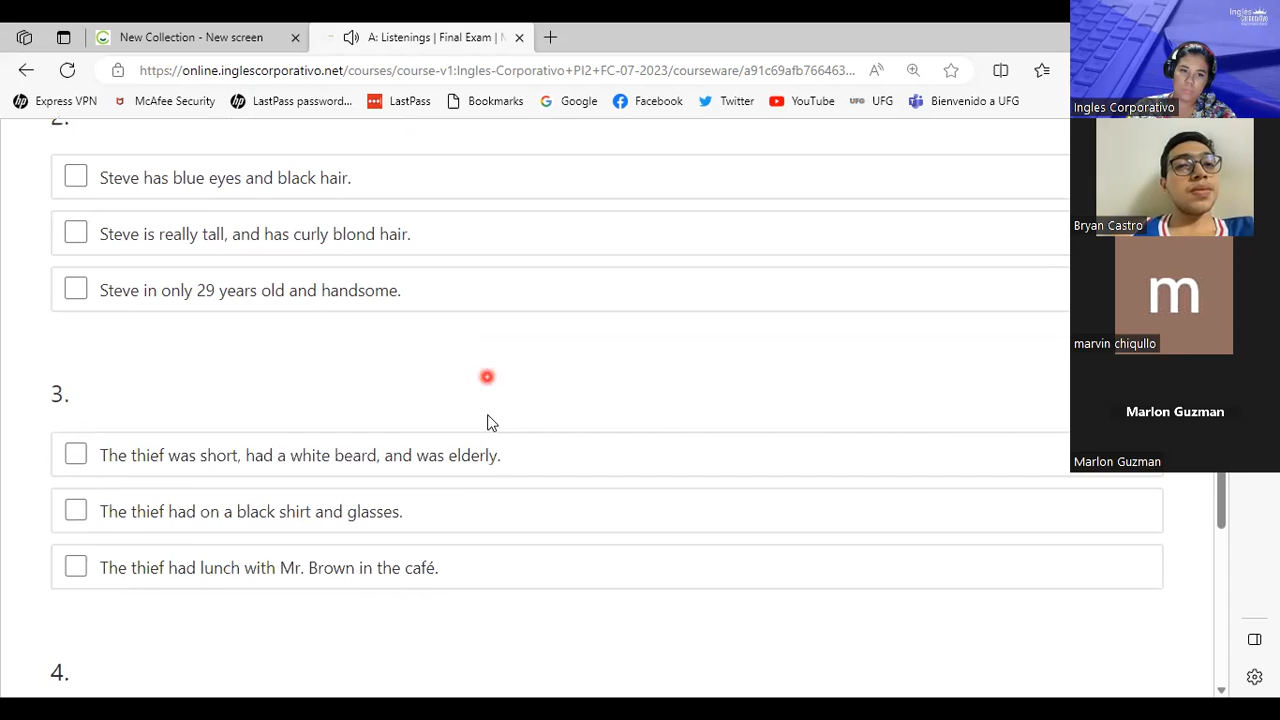 New Collection - New screen
A: Listenings | Final Exam |
https://online.inglescorporativo.net/courses/course-v1:Ingles-Corporativo+PI2+FC-07-2023/courseware/a91c69afb766463...
Express VPN
McAfee Security
LastPass password...
LastPass
Bookmarks
Google
Facebook
Twitter
YouTube
UFG
UFG
Bienvenido a UFG
2.
Steve has blue eyes and black hair.
Steve is really tall, and has curly blond hair.
Steve in only 29 years old and handsome.
3.
The thief was short, had a white beard, and was elderly.
The thief had on a black shirt and glasses.
The thief had lunch with Mr. Brown in the café.
4.
Inglés
corporativo
Ingles Corporativo
Bryan Castro
m
marvin chiqullo
Marlon Guzman
Marlon Guzman